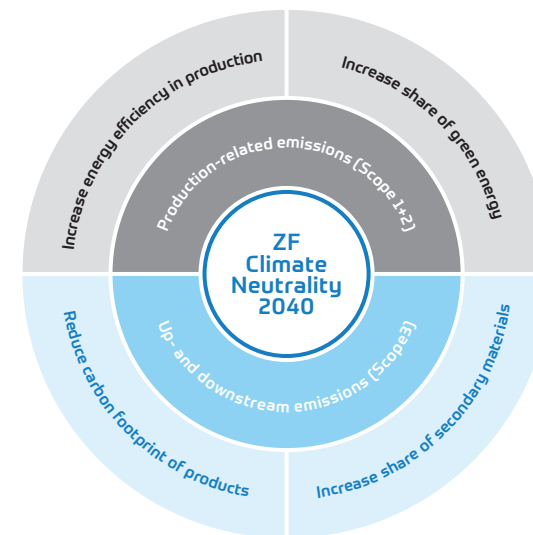 Increase energy efficiency in production
Increase share of green energy
Production-related emissions (Scope 1+2)
ZF
Climate
Neutrality
2040
Up- and downstream emissions (Scope3)
Reduce carbon footprint of products
Increase share of secondary materials